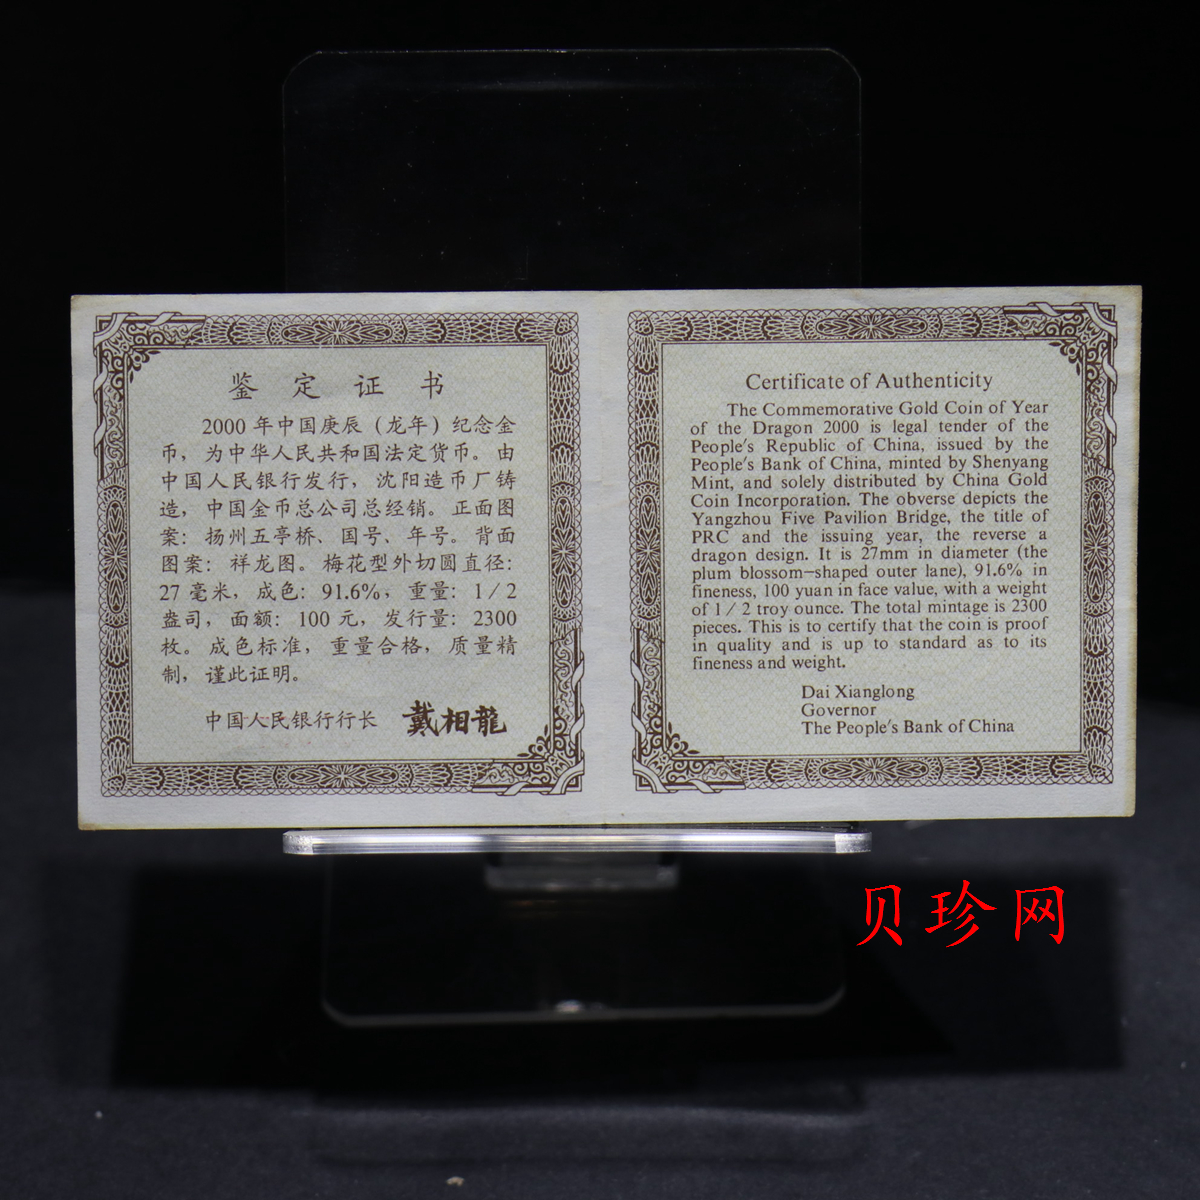 鉴定证书
2000年中国庚辰（龙年）纪念金
币，为中华人民共和国法定货币。由
中国人民银行发行，沈阳造币厂铸
造，中国金币总公司总经销。正面图
案：扬州五亭桥、国号、年号。背面
图案：祥龙图。梅花型外切圆直径：
27毫米，成色：91.6%，重量：1/2
盎司，面额：100元，发行量：2300
枚。成色标准，重量合格，质量精
制，谨此证明。
中国人民银行行长 戴相龍
Certificate of Authenticity
The Commemorative Gold Coin of Year
of the Dragon 2000 is legal tender of the
People's Republic of China, issued by the
People's Bank of China, minted by Shenyang
Mint, and solely distributed by China Gold
Coin Incorporation. The obverse depicts the
Yangzhou Five Pavilion Bridge, the title of
PRC and the issuing year, the reverse a
dragon design. It is 27mm in diameter (the
plum blossom-shaped outer lane), 91.6% in
fineness, 100 yuan in face value, with a weight
of 1/2 troy ounce. The total mintage is 2300
pieces. This is to certify that the coin is proof
in quality and is up to standard as to its
fineness and weight.
Dai Xianglong
Governor
The People's Bank of China
贝珍网